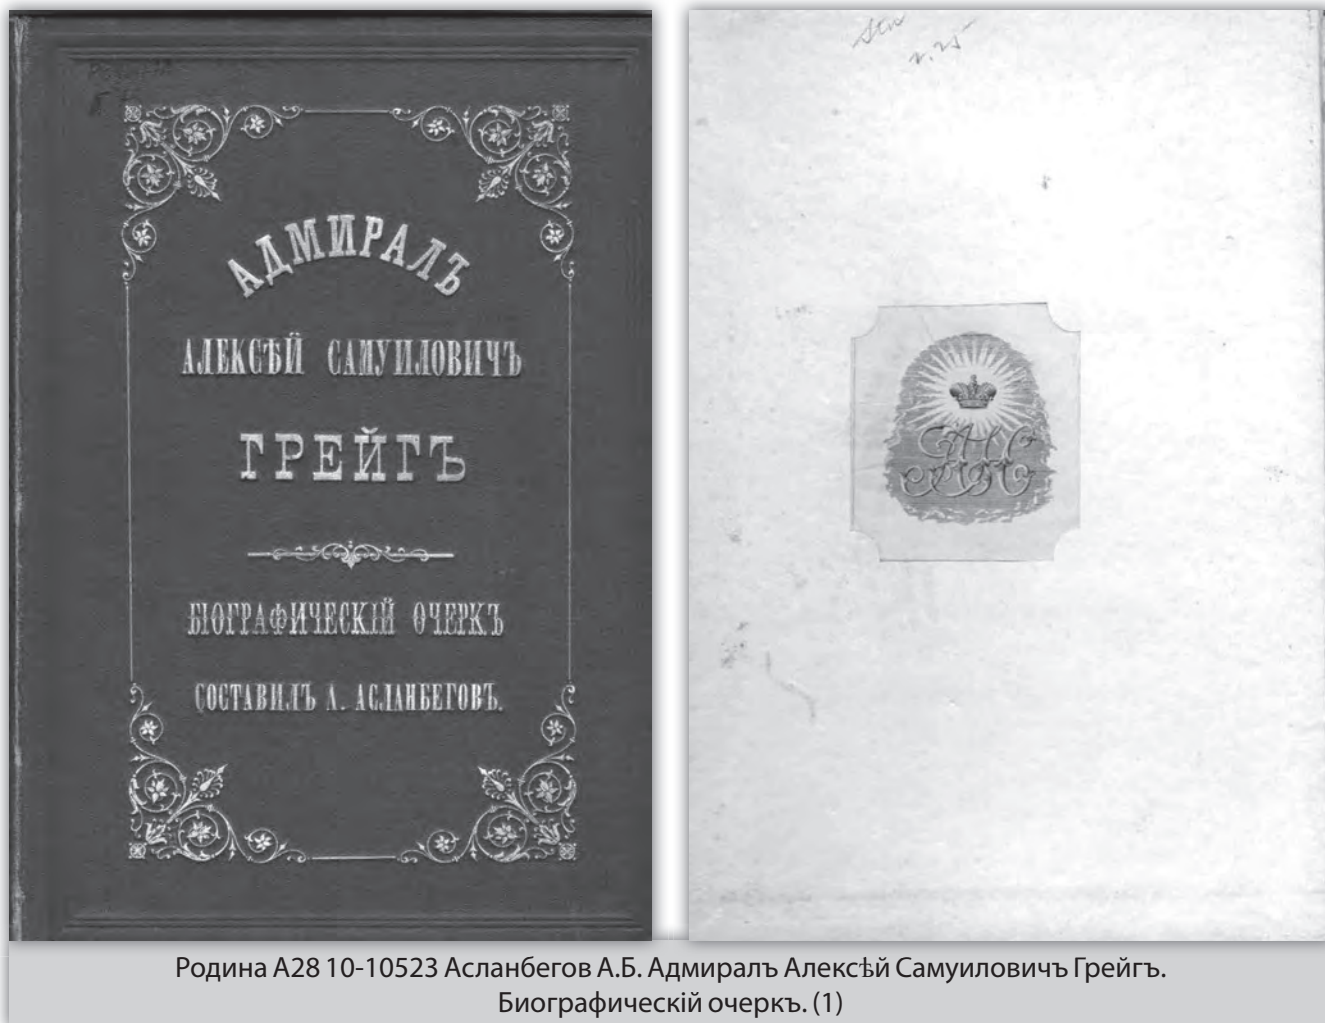 АДМИРАЛЪ
АЛЕКСѢЙ САМУИЛОВИЧЪ
ГРЕЙГЪ
БІОГРАФИЧЕСКІЙ ОЧЕРКЪ
СОСТАВИЛЪ А. АСЛАНБЕГОВЪ.
Родина А28 10-10523 Асланбегов А.Б. Адмиралъ Алексѣй Самуиловичъ Грейгъ.
Биографическій очеркъ. (1)